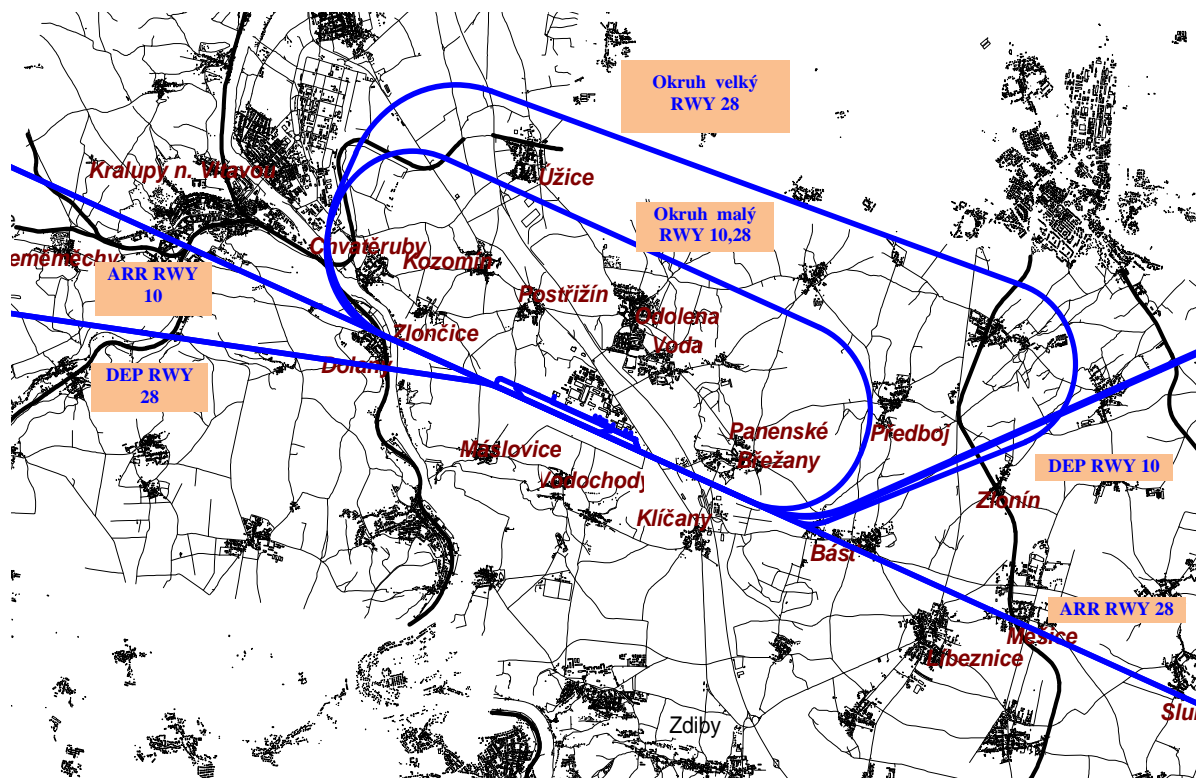 Okruh velký
RWY 28
Kralupy n. Vltavou
Úžice
Okruh malý
RWY 10,28
Chvatěruby
Kozomín
ARR RWY
10
Postřižín
Odolena
Voda
Zlončice
Dolany
DEP RWY
28
Panenské
Břežany
Předboj
Máslovice
Vodochody
DEP RWY 10
Zlonín
Klíčany
Bášť
ARR RWY 28
Měšice
Líbeznice
Zdiby